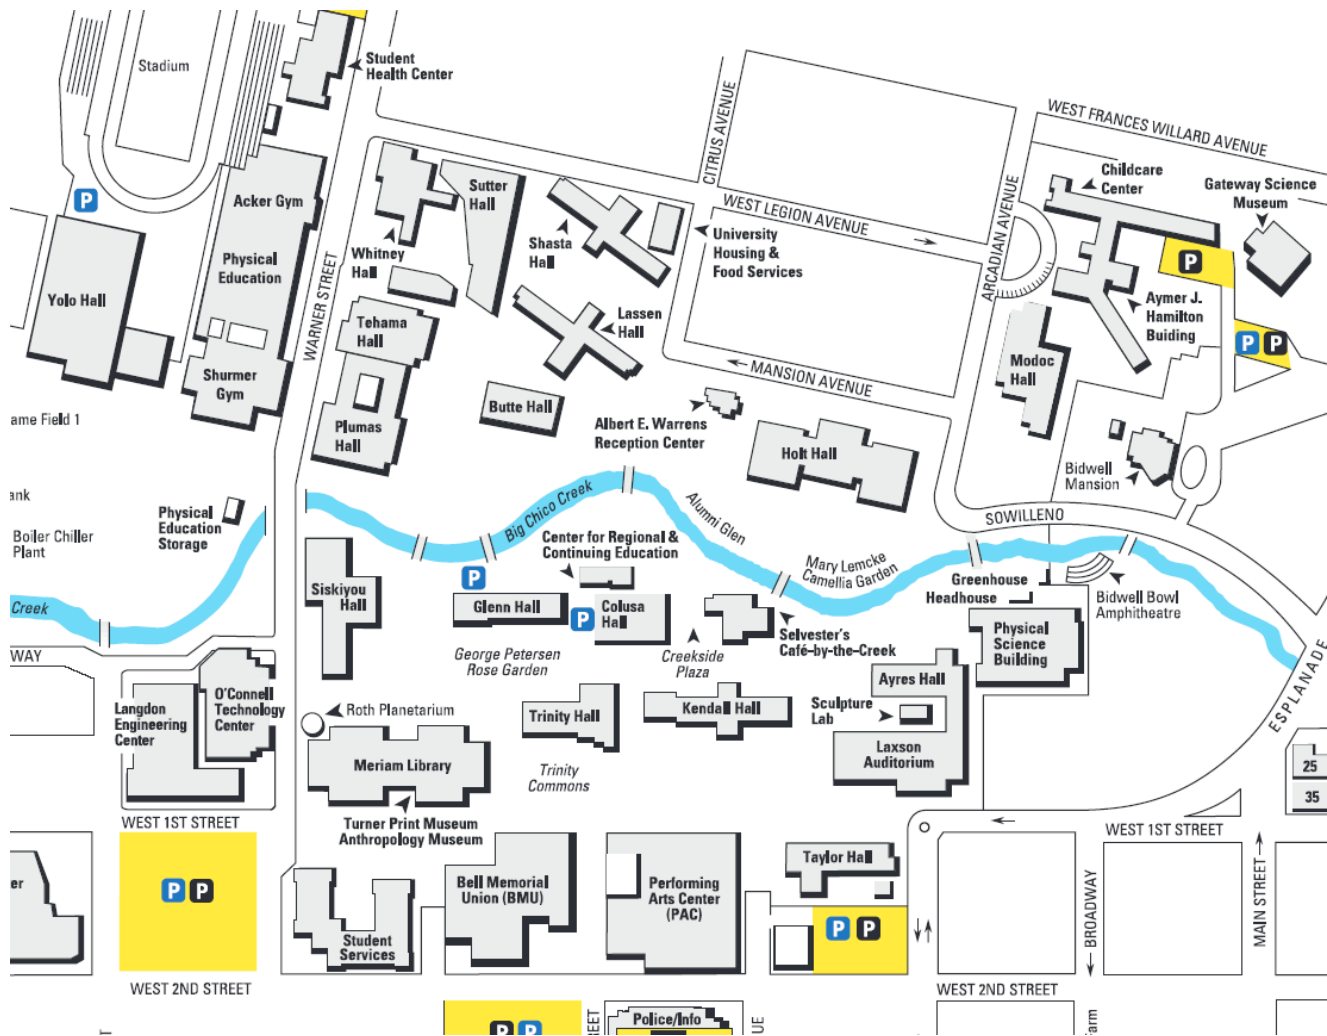 Stadium
Student
Health Center
CITRUS AVENUE
WEST FRANCES WILLARD AVENUE
Childcare
Center
Gateway Science
Museum
P
Acker Gym
Sutter
Hall
WEST LEGION AVENUE
ARCADIAN AVENUE
Whitney
Hall
Shasta
Hall
University
Housing &
Food Services
Physical
Education
WARNER STREET
P
Yolo Hall
Aymer J.
Hamilton
Buiding
Tehama
Hall
Lassen
Hall
P P
Shurmer
Gym
MANSION AVENUE
Modoc
Hall
Butte Hall
ame Field 1
Plumas
Hall
Albert E. Warrens
Reception Center
Holt Hall
Bidwell
Mansion
ank
Big Chico Creek
Alumni Glen
SOWILLENO
Physical
Education
Storage
Boiler Chiller
Plant
Center for Regional &
Continuing Education
Mary Lemcke
Camellia Garden
P
Siskiyou
Hall
Greenhouse
Headhouse
Bidwell Bowl
Amphitheatre
Creek
Glenn Hall
P
Colusa
Hall
Selvester's
Café-by-the-Creek
Physical
Science
Building
WAY
George Petersen
Rose Garden
Creekside
Plaza
Ayres Hall
ESPLANADE
Langdon
Engineering
Center
O'Connell
Technology
Center
Roth Planetarium
Trinity Hall
Kendall Hall
Sculpture
Lab
Meriam Library
Trinity
Commons
Laxson
Auditorium
25
35
WEST 1ST STREET
Turner Print Museum
Anthropology Museum
WEST 1ST STREET
er
P P
Bell Memorial
Union (BMU)
Performing
Arts Center
(PAC)
Taylor Hall
BROADWAY
MAIN STREET
P P
Student
Services
WEST 2ND STREET
WEST 2ND STREET
P P
REET
Police/Info
UE
Farm